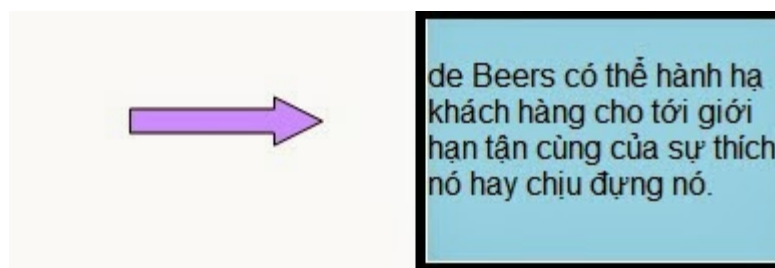 de Beers có thể hành hạ
khách hàng cho tới giới
hạn tận cùng của sự thích
nó hay chịu đựng nó.